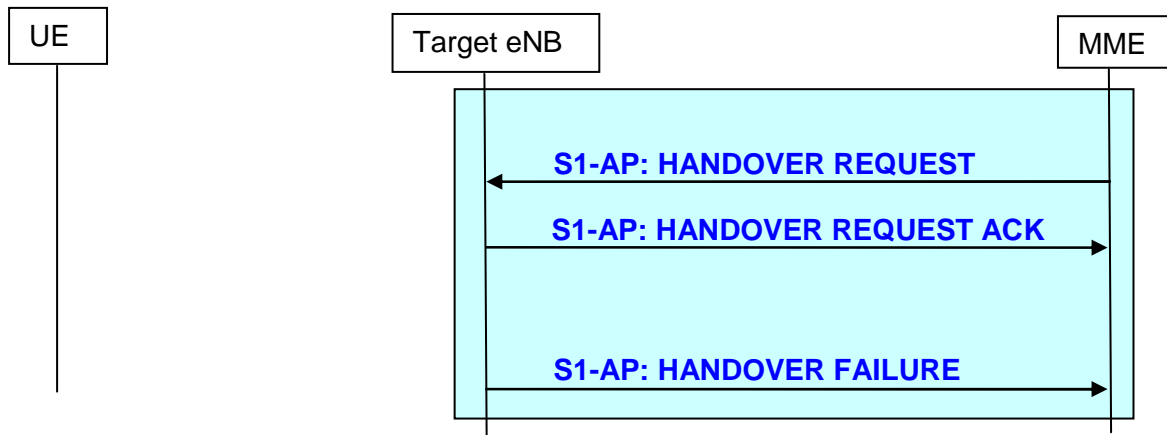 UE
Target eNB
MME
S1-AP: HANDOVER REQUEST
S1-AP: HANDOVER REQUEST ACK
S1-AP: HANDOVER FAILURE